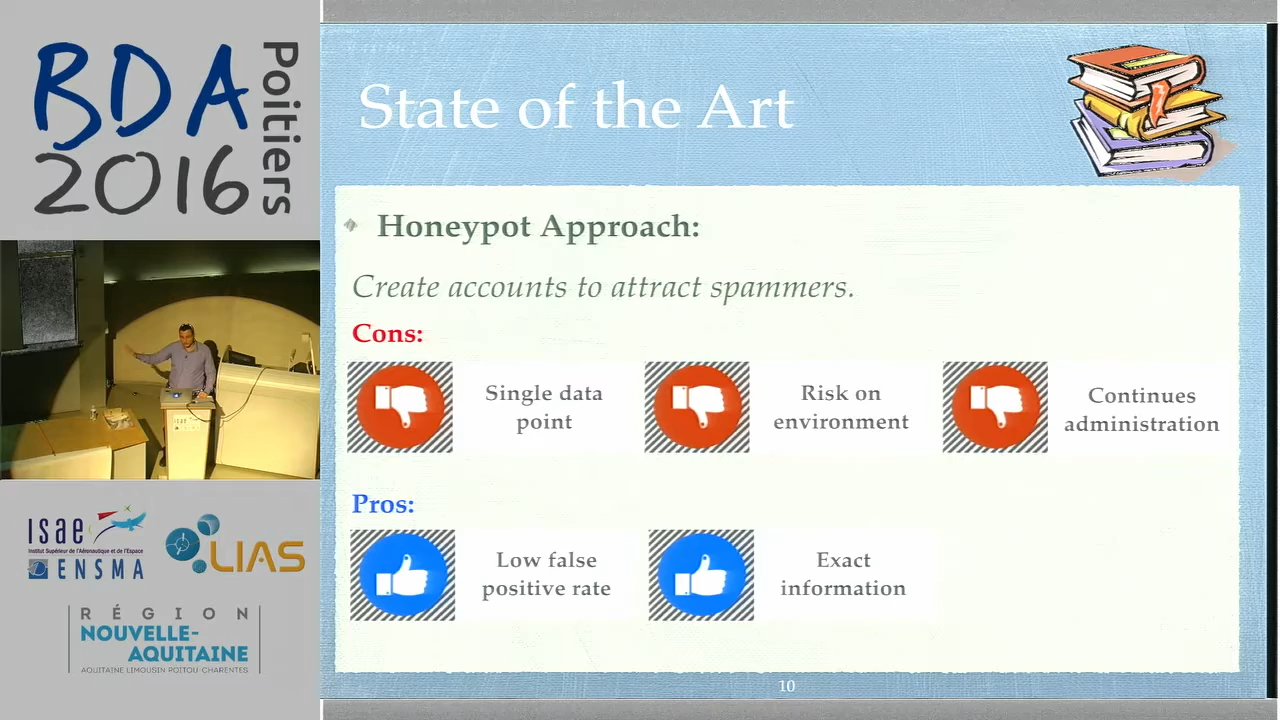 BDA
2016
Poitiers
State of the Art
Honeypot Approach:
Create accounts to attract spammers.
Cons:
Single data
point
Risk on
environment
Continues
administration
Pros:
Low false
positive rate
Exact
information
10
ISAE
Institut Supérieur de l'Aéronautique et de l'Espace
ENSMA
LIAS
RÉGION
NOUVELLE-
AQUITAINE
AQUITAINE LIMOUSIN POITOU-CHARENTES